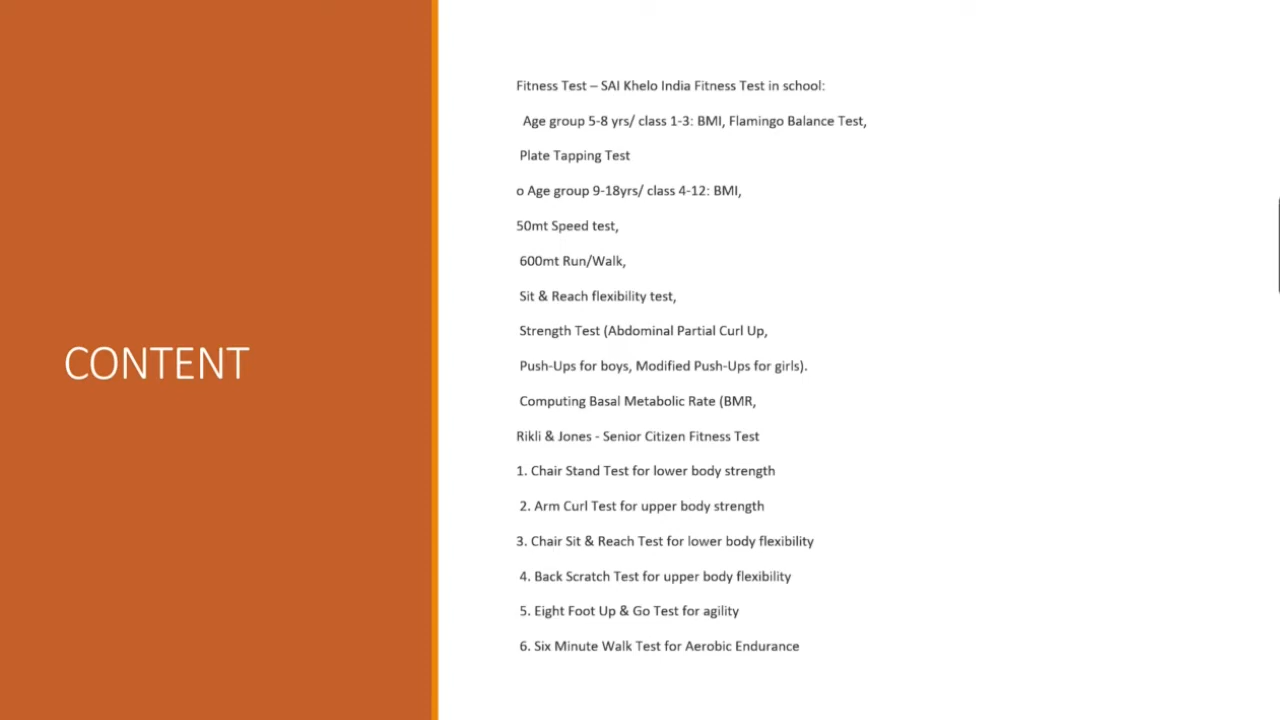 CONTENT
Fitness Test – SAI Khelo India Fitness Test in school:
Age group 5-8 yrs/ class 1-3: BMI, Flamingo Balance Test,
Plate Tapping Test
o Age group 9-18yrs/ class 4-12: BMI,
50mt Speed test,
600mt Run/Walk,
Sit & Reach flexibility test,
Strength Test (Abdominal Partial Curl Up,
Push-Ups for boys, Modified Push-Ups for girls).
Computing Basal Metabolic Rate (BMR,
Rikli & Jones - Senior Citizen Fitness Test
1. Chair Stand Test for lower body strength
2. Arm Curl Test for upper body strength
3. Chair Sit & Reach Test for lower body flexibility
4. Back Scratch Test for upper body flexibility
5. Eight Foot Up & Go Test for agility
6. Six Minute Walk Test for Aerobic Endurance